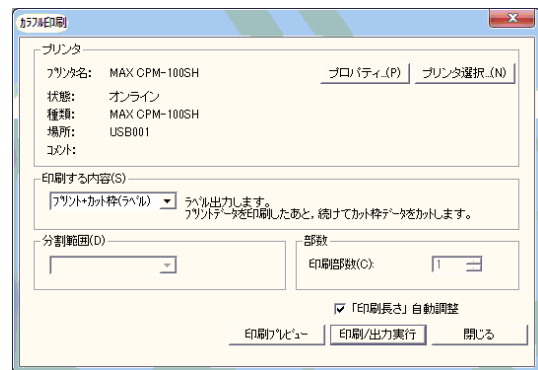 ｶﾗﾌﾙ印刷
プリンタ
ﾌﾟﾘﾝﾀ名: MAX CPM-100SH プロパティ...(P) プリンタ選択...(N)
状態: オンライン
種類: MAX CPM-100SH
場所: USB001
ｺﾒﾝﾄ:
印刷する内容(S)
ﾌﾟﾘﾝﾄ+ｶｯﾄ枠(ﾗﾍﾞﾙ) ﾗﾍﾞﾙ出力します。
ﾌﾟﾘﾝﾄﾃﾞｰﾀを印刷したあと，続けてｶｯﾄ枠ﾃﾞｰﾀをｶｯﾄします。
分割範囲(D) 部数
印刷部数(C): 1
「印刷長さ」自動調整
印刷ﾌﾟﾚﾋﾞｭｰ 印刷/出力実行 閉じる